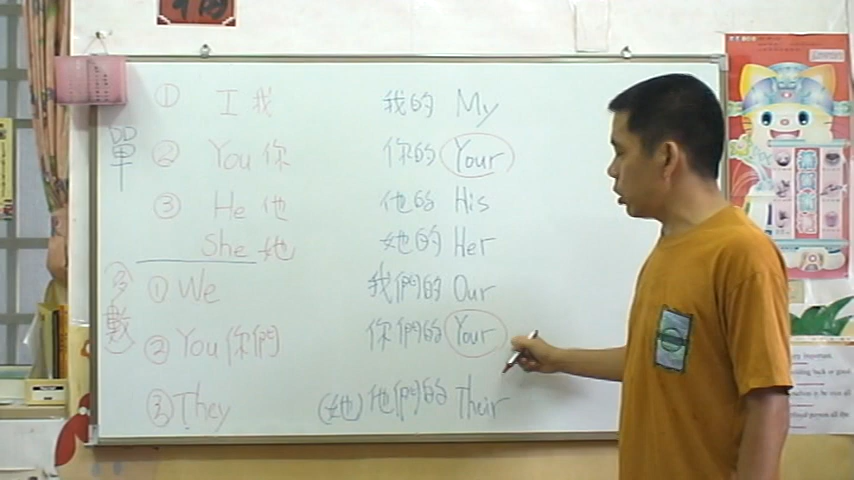 單
① I 我 我的 My
② You 你 你的 Your
③ He 他 他的 His
She 她 她的 Her
多數
① We 我們的 Our
② You 你們 你們的 Your
③ They (她)他們的 Their